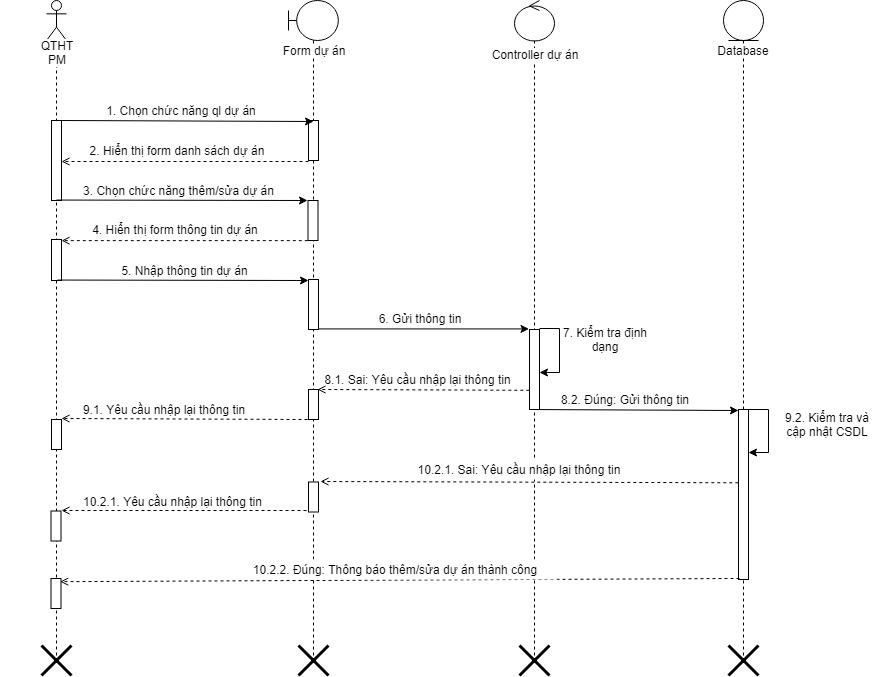 QTHT
PM
Form dự án
Controller dự án
Database
1. Chọn chức năng ql dự án
2. Hiển thị form danh sách dự án
3. Chọn chức năng thêm/sửa dự án
4. Hiển thị form thông tin dự án
5. Nhập thông tin dự án
6. Gửi thông tin
7. Kiểm tra định
dạng
8.1. Sai: Yêu cầu nhập lại thông tin
8.2. Đúng: Gửi thông tin
9.1. Yêu cầu nhập lại thông tin
9.2. Kiểm tra và
cập nhật CSDL
10.2.1. Sai: Yêu cầu nhập lại thông tin
10.2.1. Yêu cầu nhập lại thông tin
10.2.2. Đúng: Thông báo thêm/sửa dự án thành công